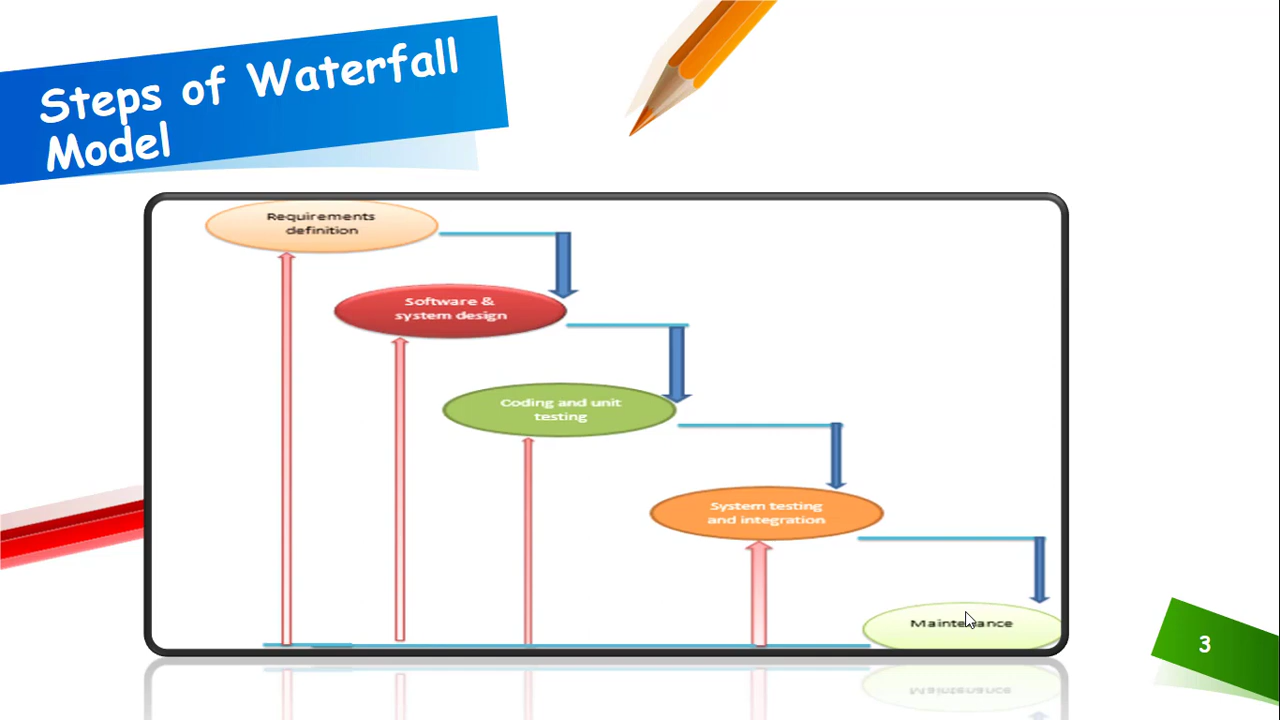 Steps of Waterfall
Model
Requirements
definition
Software &
system design
Coding and unit
testing
System testing
and integration
Maintenance
3